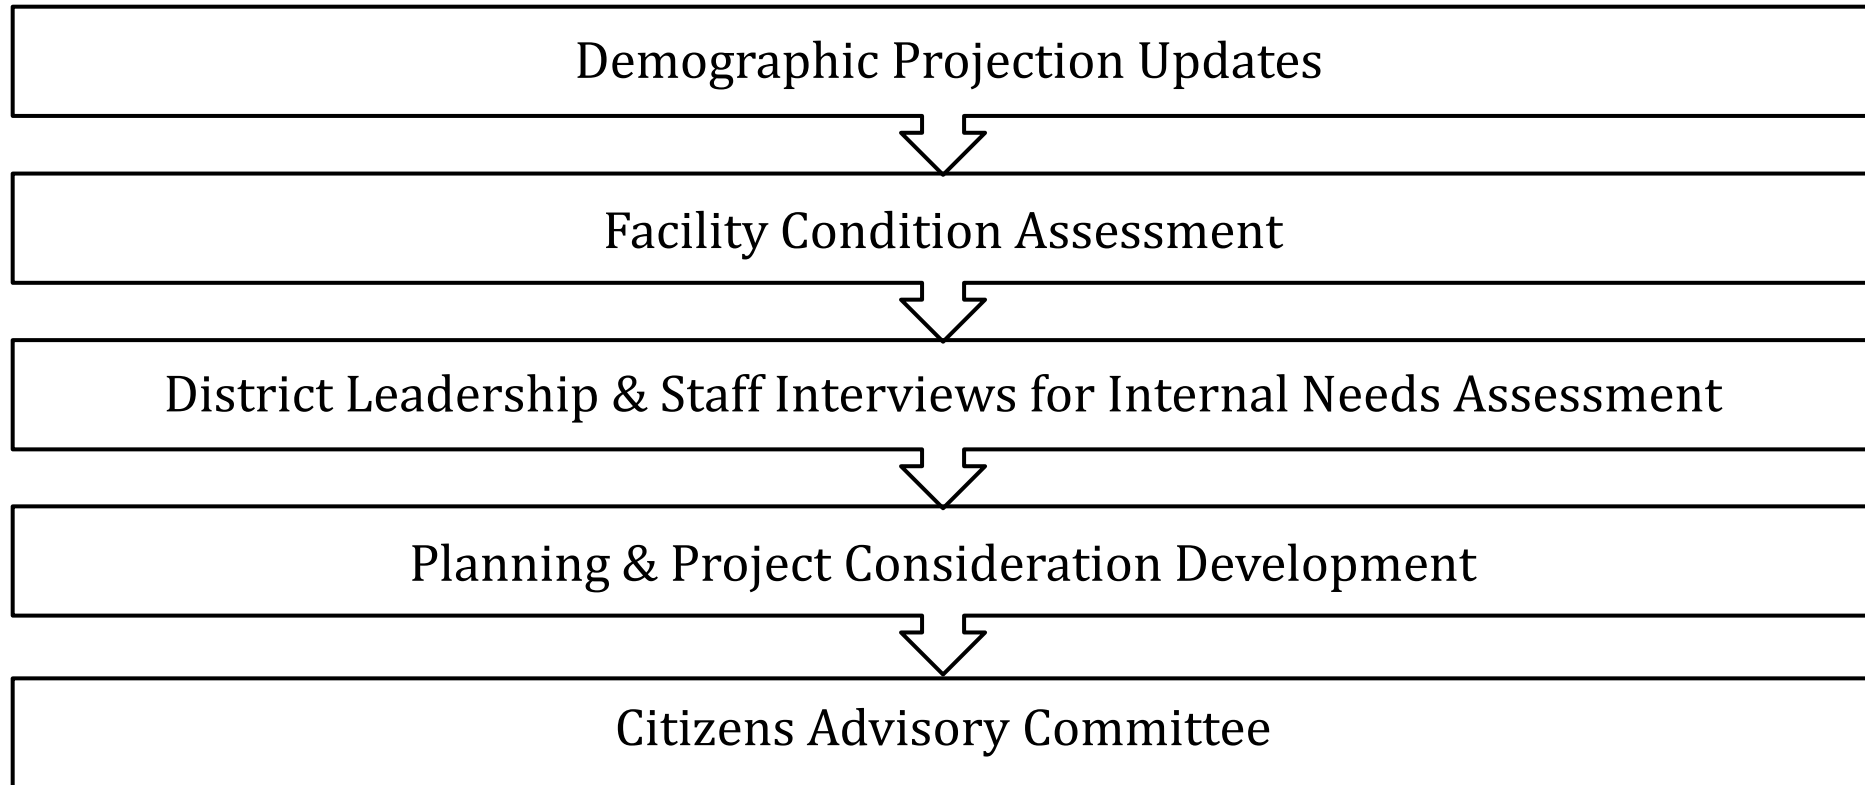 Demographic Projection Updates
Facility Condition Assessment
District Leadership & Staff Interviews for Internal Needs Assessment
Planning & Project Consideration Development
Citizens Advisory Committee